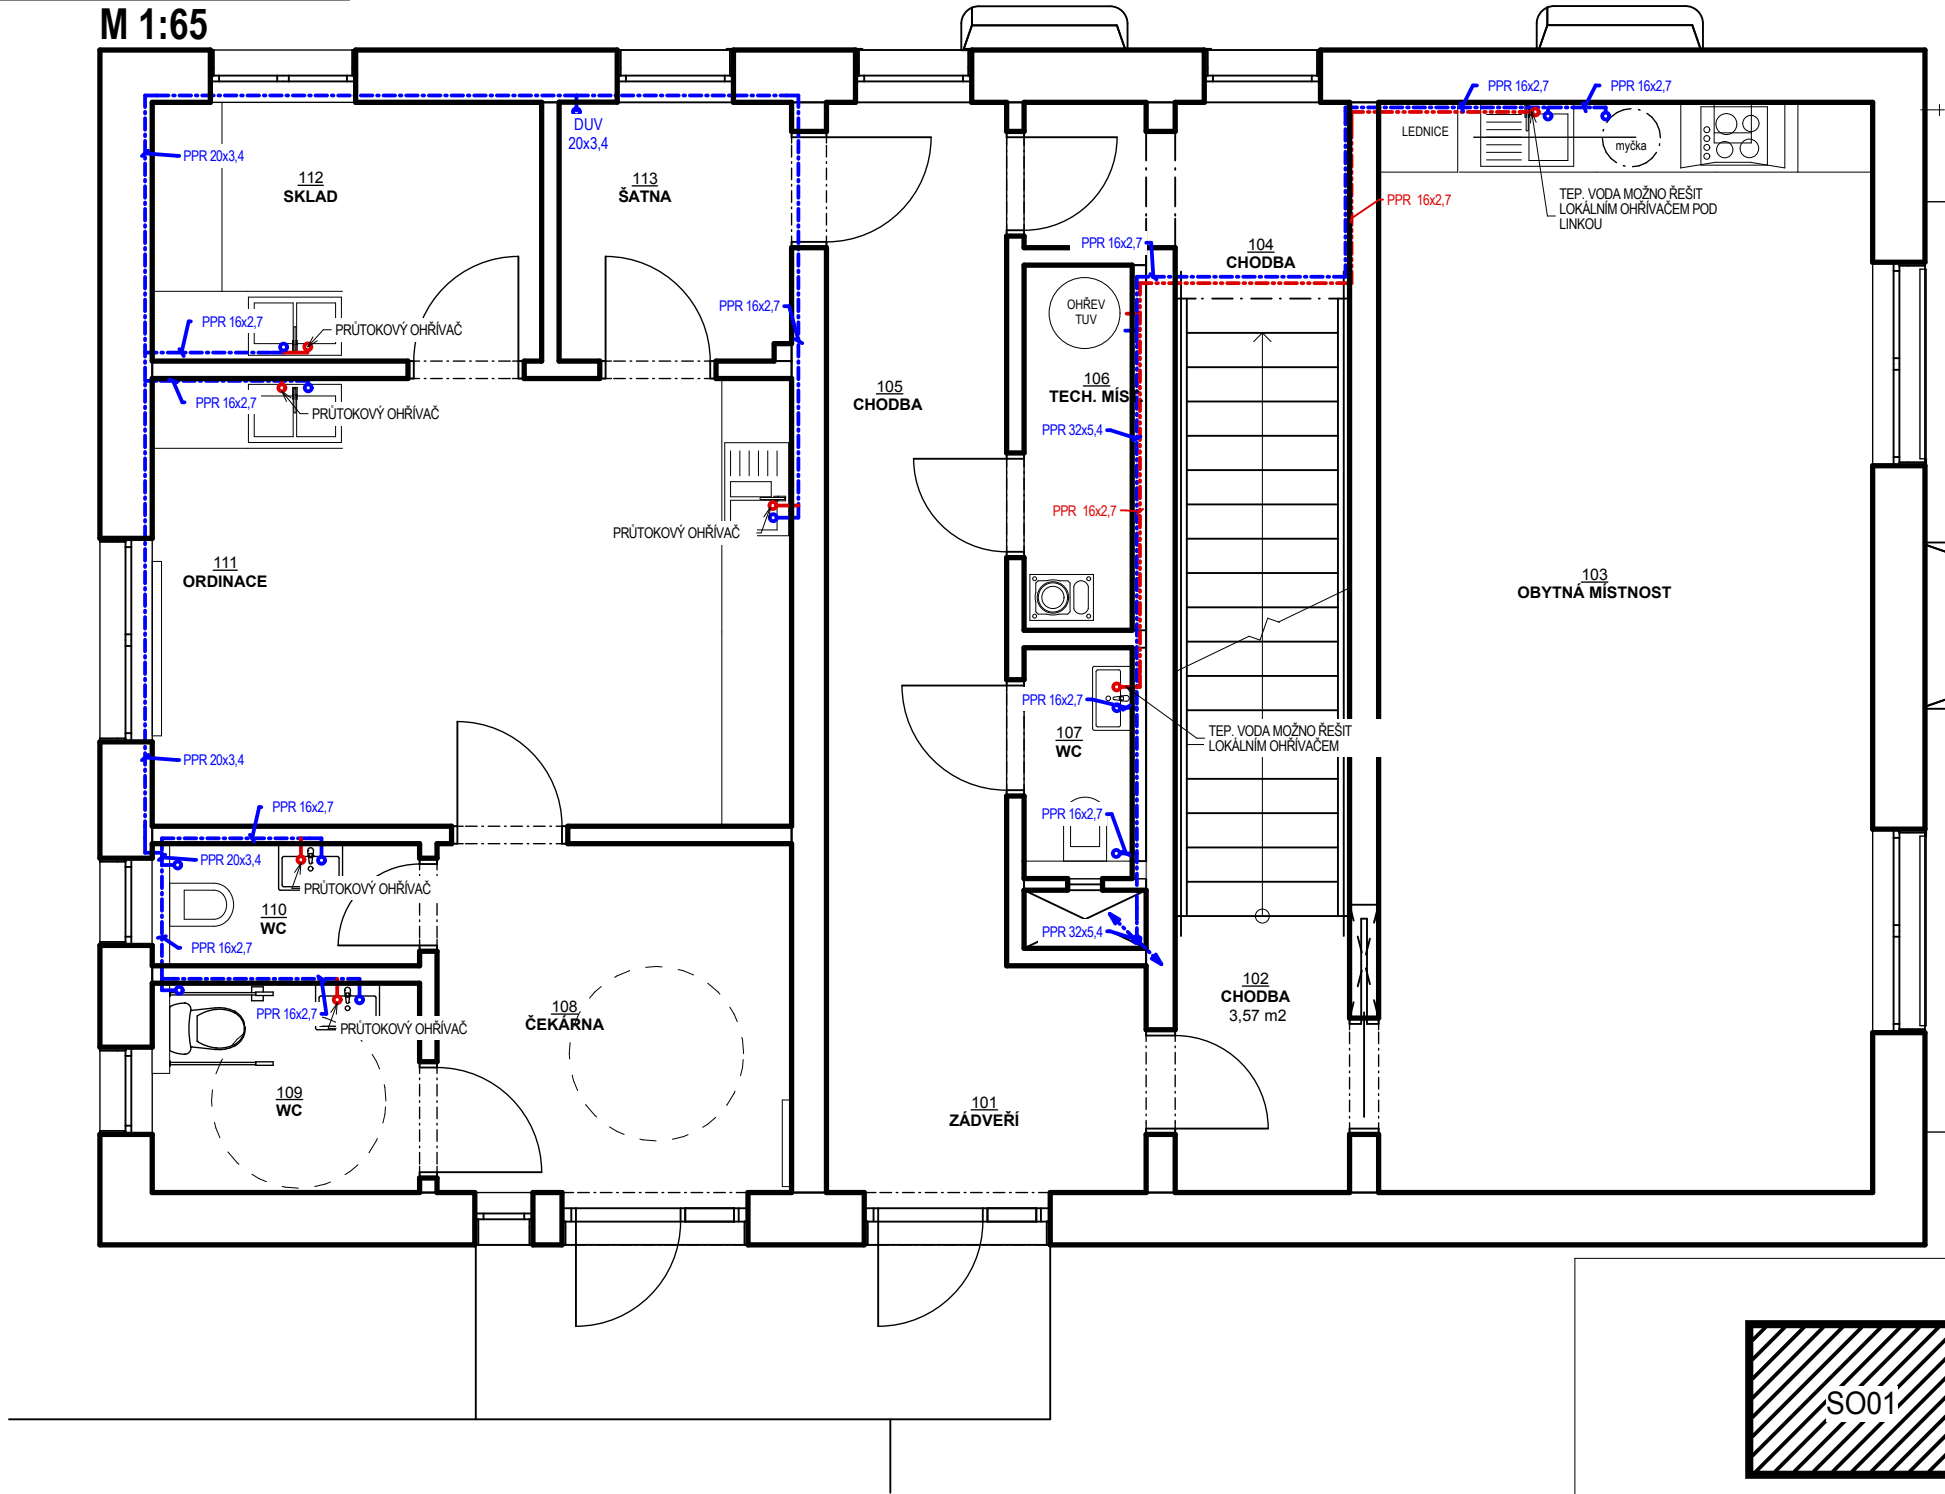 M 1:65
PPR 16x2,7
PPR 16x2,7
DUV
20x3,4
LEDNICE
myčka
PPR 20x3,4
112
SKLAD
113
ŠATNA
PPR 16x2,7
TEP. VODA MOŽNO ŘEŠIT
LOKÁLNÍM OHŘÍVAČEM POD
LINKOU
PPR 16x2,7
104
CHODBA
PPR 16x2,7
OHŘEV
TUV
PPR 16x2,7
PRŮTOKOVÝ OHŘÍVAČ
PPR 16x2,7
PRŮTOKOVÝ OHŘÍVAČ
105
CHODBA
106
TECH. MÍS
PPR 32x5,4
PPR 16x2,7
PRŮTOKOVÝ OHŘÍVAČ
111
ORDINACE
103
OBYTNÁ MÍSTNOST
PPR 16x2,7
107
WC
TEP. VODA MOŽNO ŘEŠIT
LOKÁLNÍM OHŘÍVAČEM
PPR 20x3,4
PPR 16x2,7
PPR 16x2,7
PPR 20x3,4
PRŮTOKOVÝ OHŘÍVAČ
110
WC
PPR 16x2,7
PPR 32x5,4
102
CHODBA
3,57 m2
PPR 16x2,7
PRŮTOKOVÝ OHŘÍVAČ
108
ČEKÁRNA
109
WC
101
ZÁDVEŘÍ
SO01